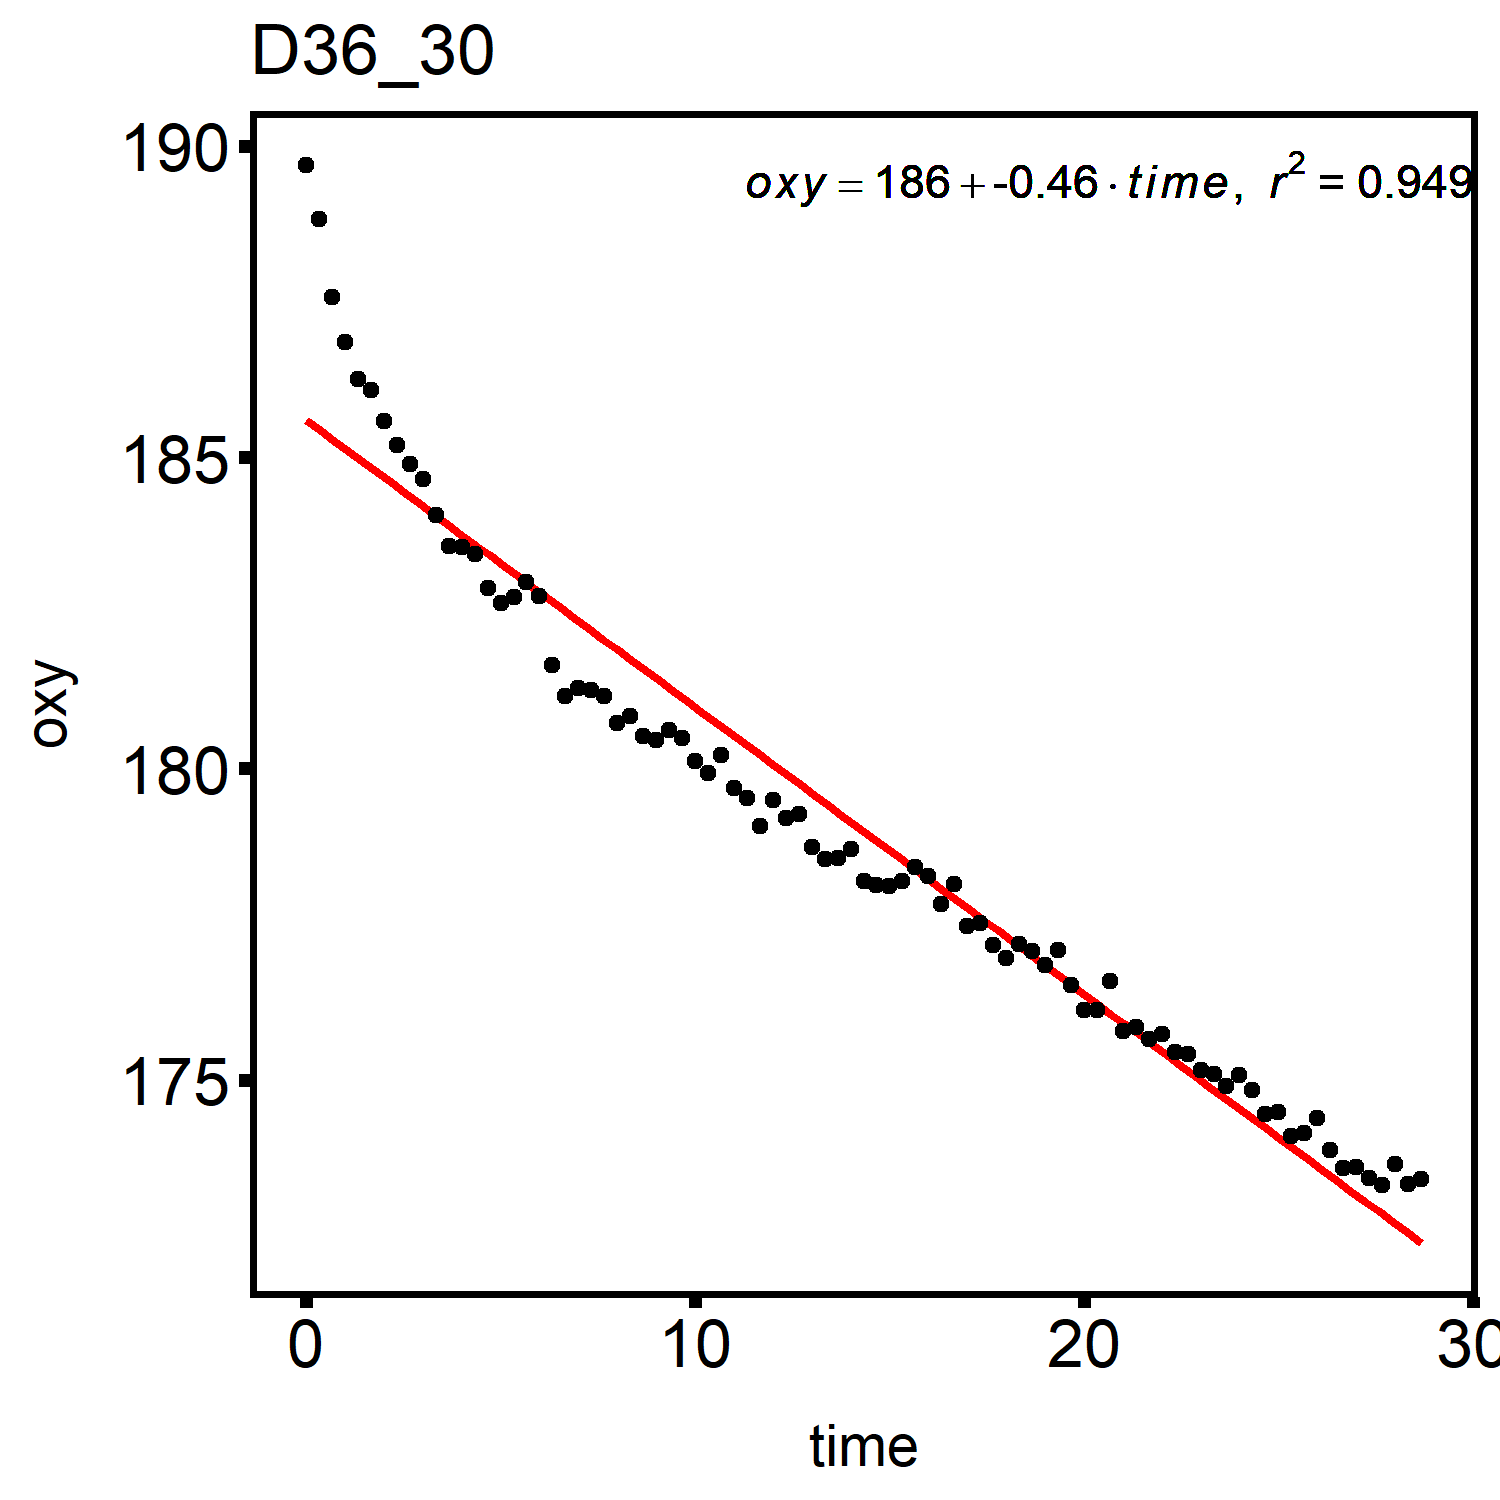 D36_30
190
oxy = 186 + -0.46 · time, r² = 0.949
185
180
175
oxy
0 10 20 30
time